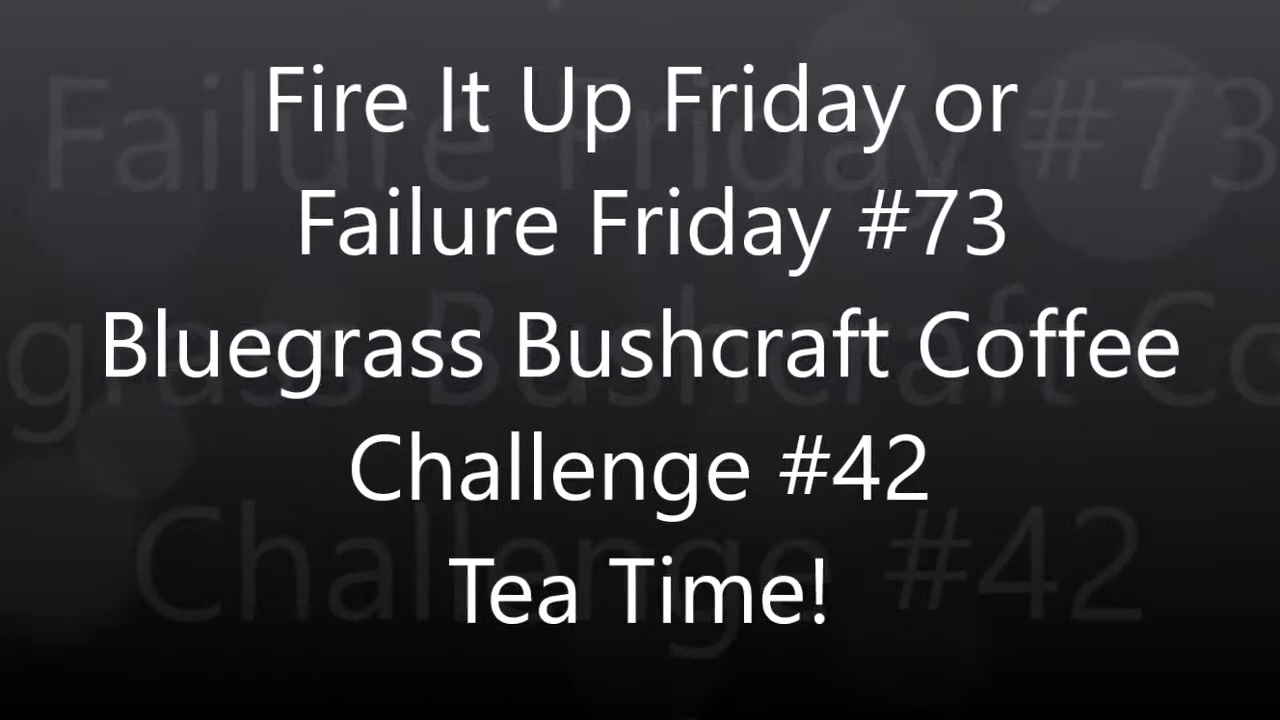 Fire It Up Friday or
Failure Friday #73
Bluegrass Bushcraft Coffee
Challenge #42
Tea Time!